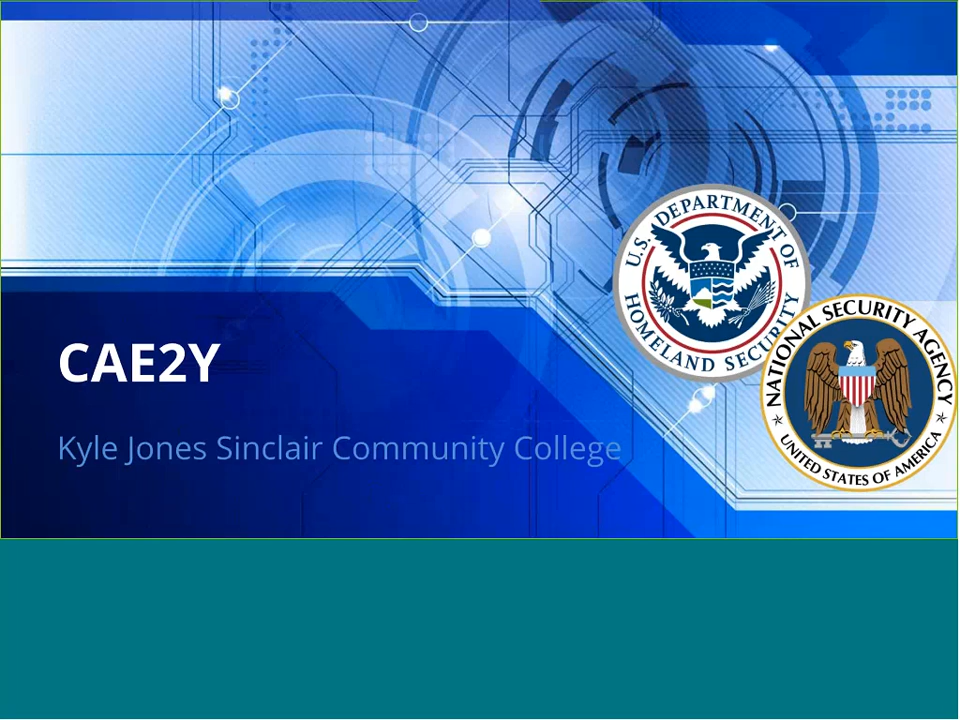 CAE2Y
Kyle Jones Sinclair Community College
U.S. DEPARTMENT OF
HOMELAND SECURITY
NATIONAL SECURITY AGENCY
UNITED STATES OF AMERICA